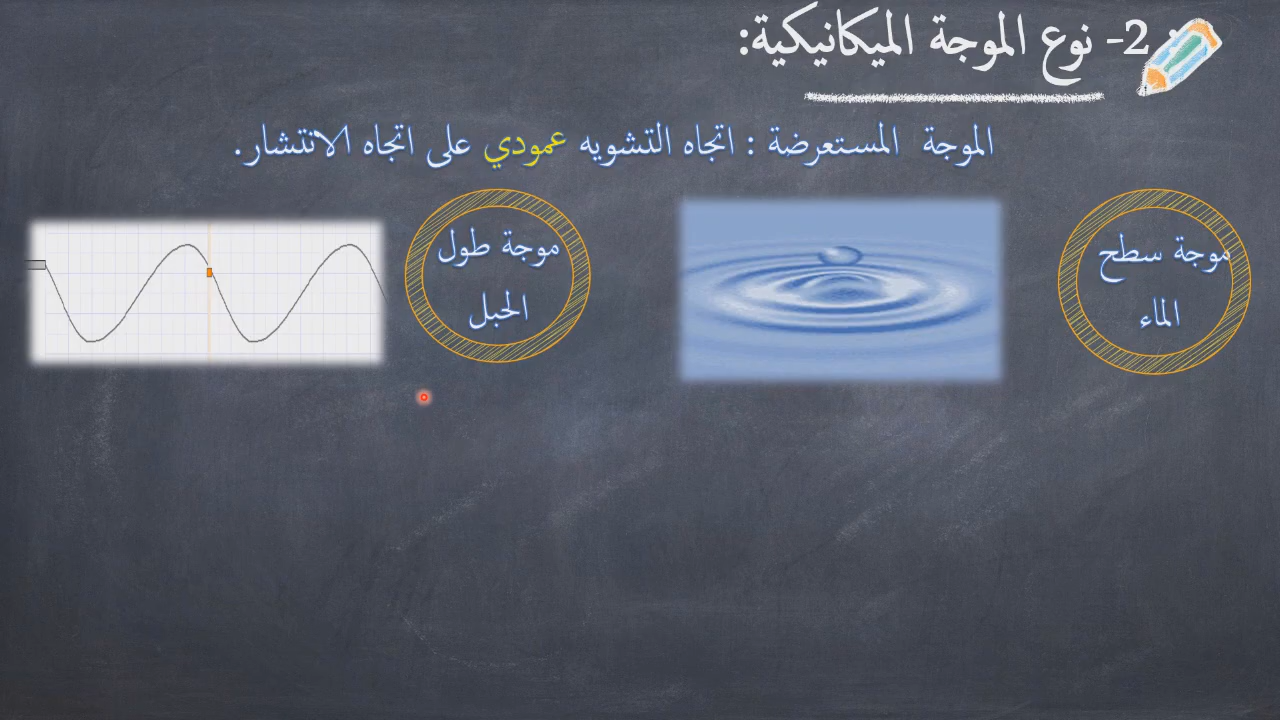 2- نوع الموجة الميكانيكية:
الموجة المستعرضة : اتجاه التشويه عمودي على اتجاه الانتشار.
موجة سطح
الماء
موجة طول
الحبل